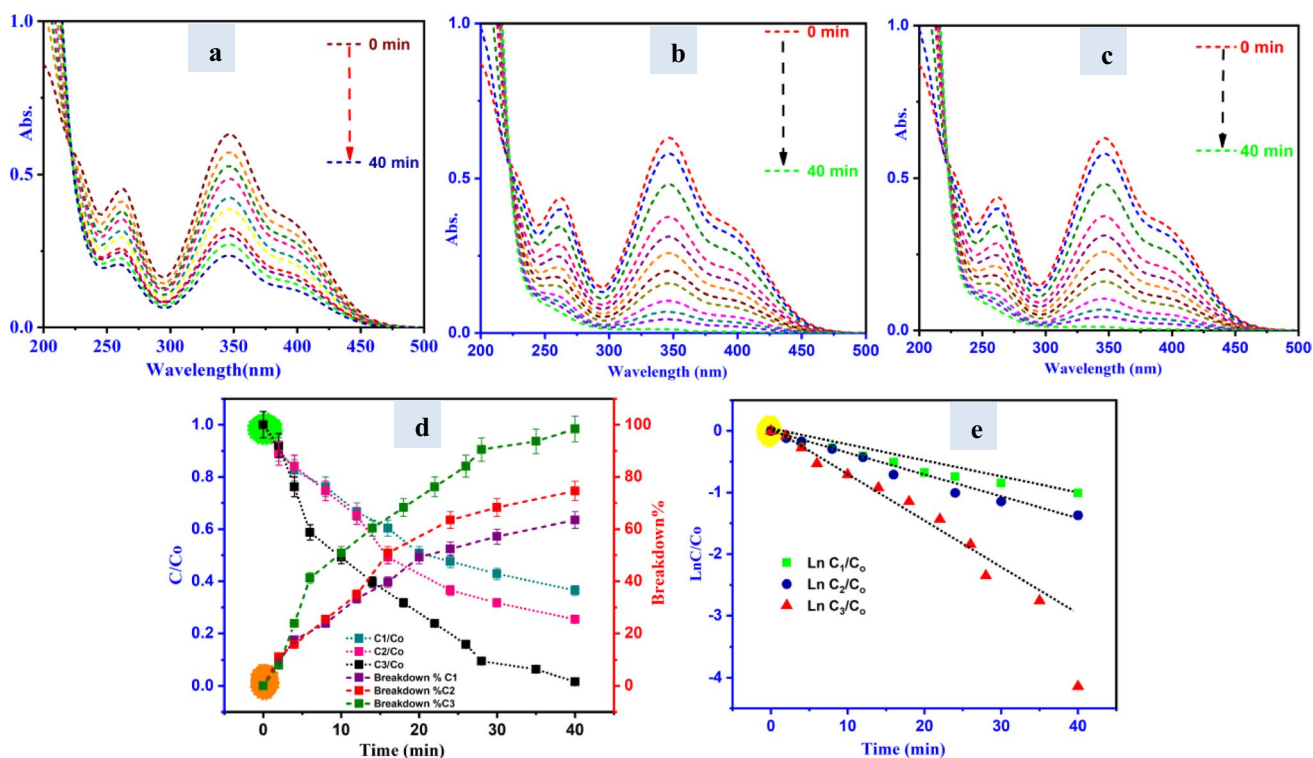 a
0 min
40 min
1.0
0.5
0.0
Abs.
200 250 300 350 400 450 500
Wavelength(nm)
b
0 min
40 min
1.0
0.5
0.0
Abs.
200 250 300 350 400 450 500
Wavelength (nm)
c
0 min
40 min
1.0
0.5
0.0
Abs.
200 250 300 350 400 450 500
Wavelength (nm)
d
1.0
0.8
0.6
0.4
0.2
0.0
C/Co
100
80
60
40
20
0
Breakdown%
C1/Co
C2/Co
C3/Co
Breakdown % C1
Breakdown %C2
Breakdown %C3
0 10 20 30 40
Time (min)
e
0
-1
-2
-3
-4
LnC/Co
Ln C₁/Cₒ
Ln C₂/Cₒ
Ln C₃/Cₒ
0 10 20 30 40
Time (min)